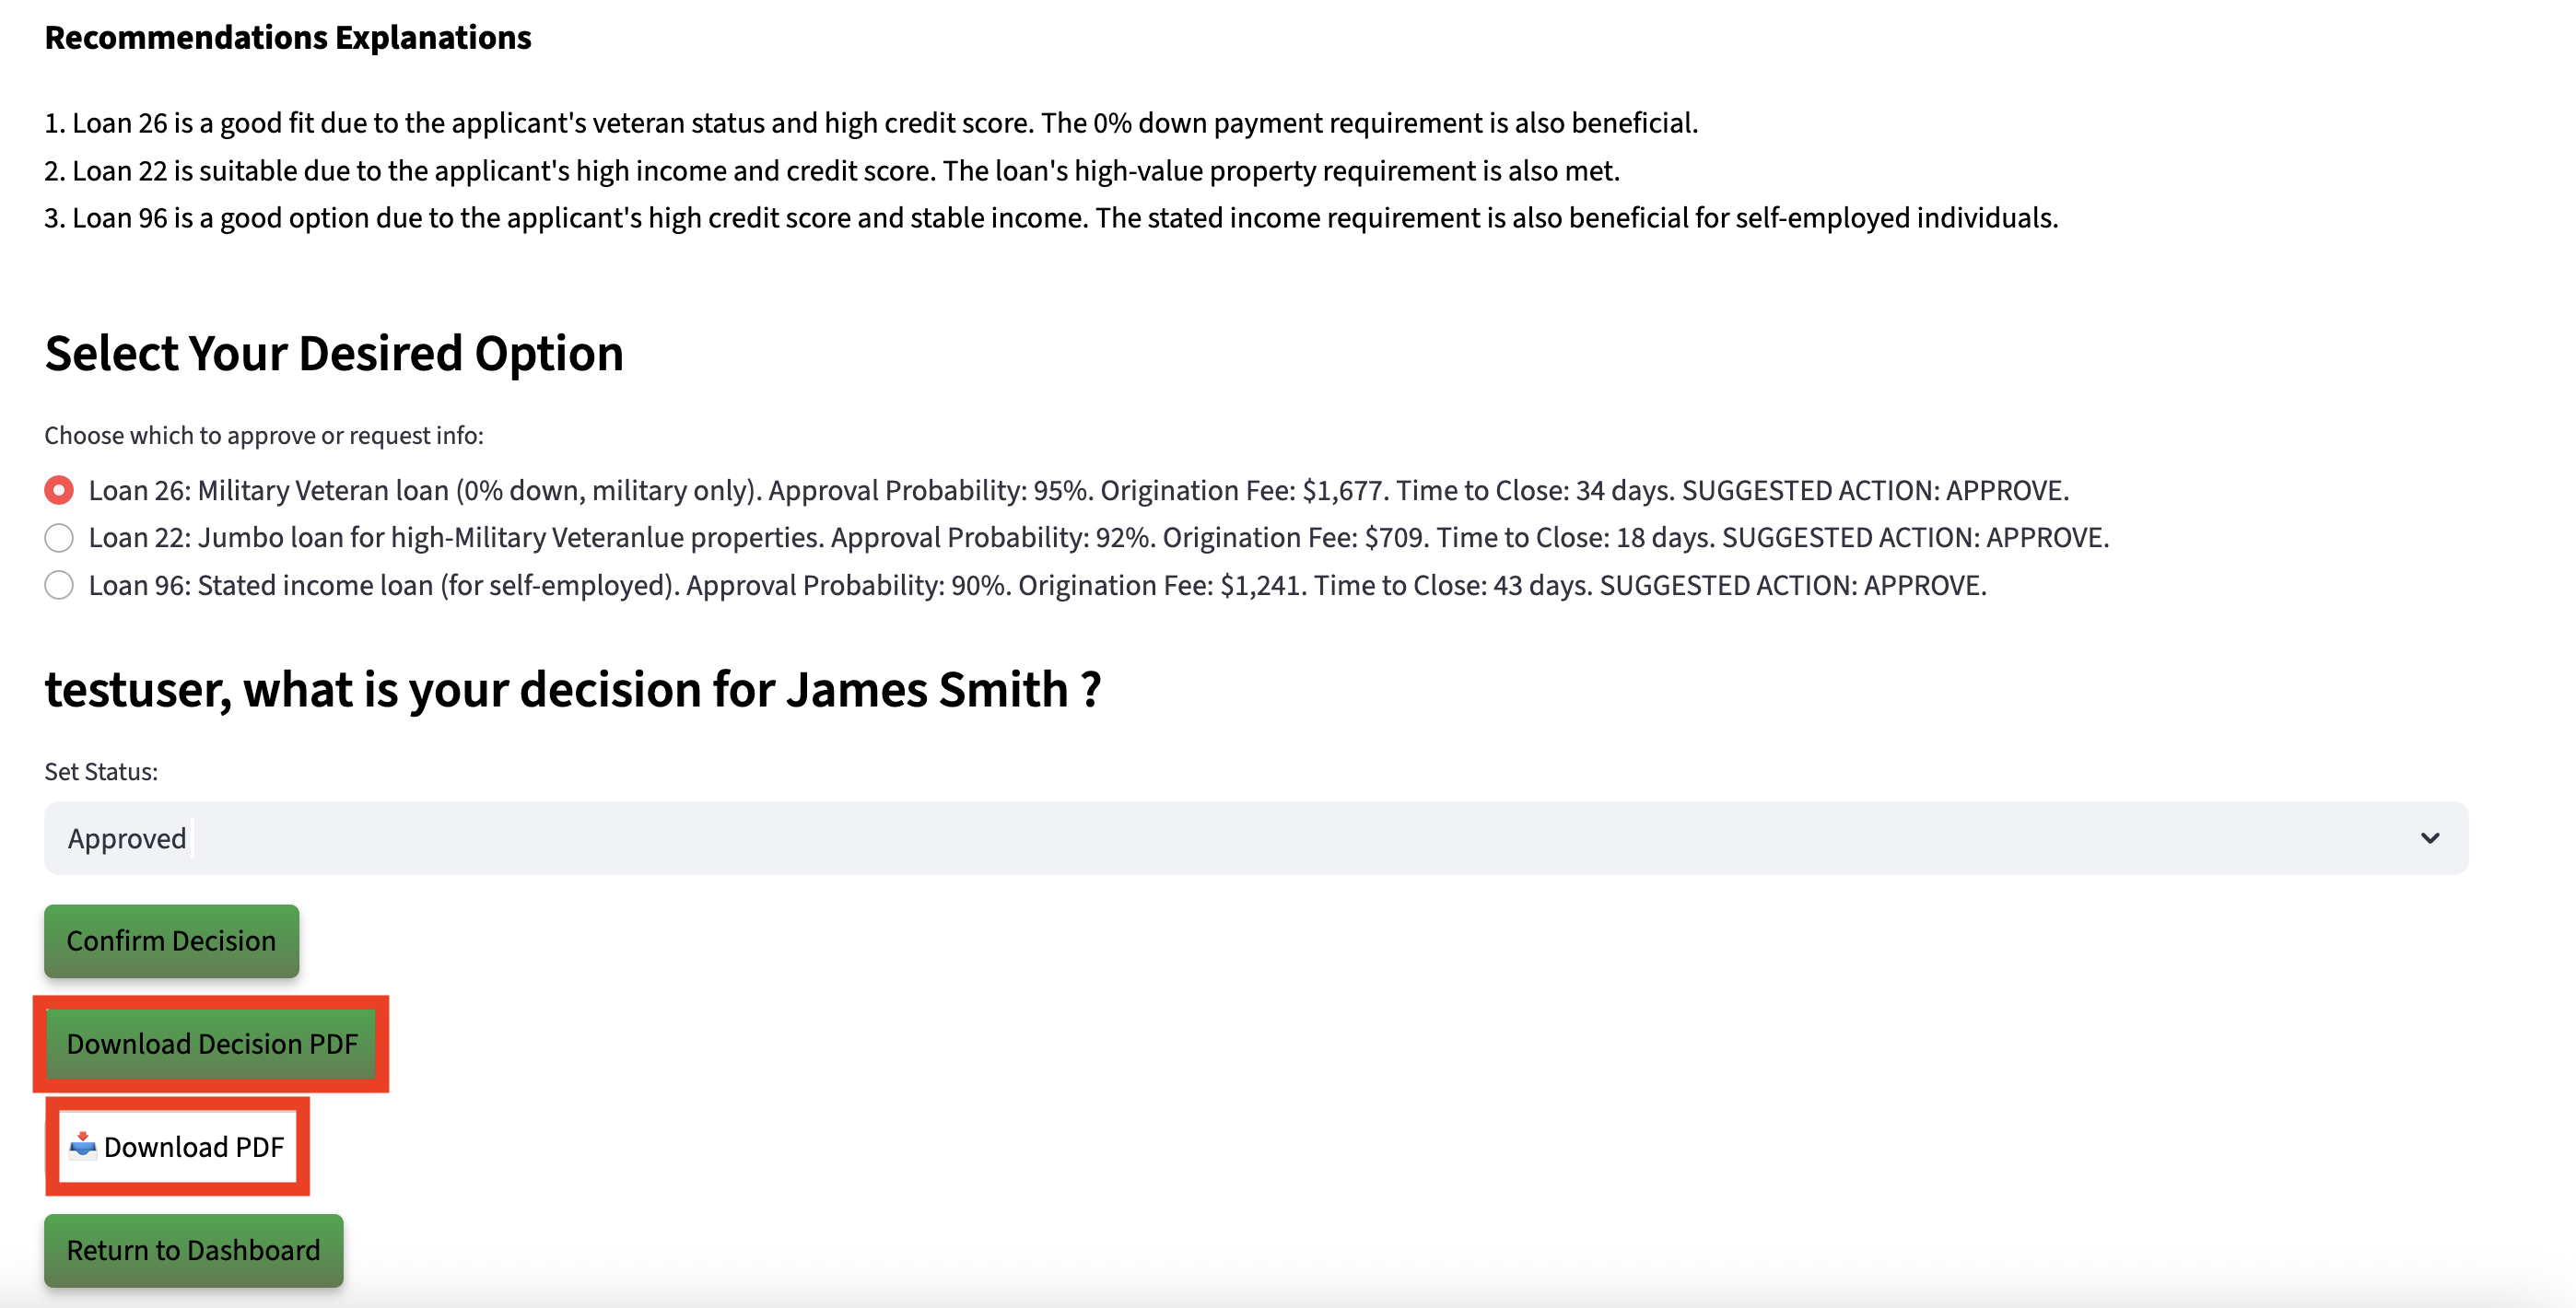 Recommendations Explanations
1. Loan 26 is a good fit due to the applicant's veteran status and high credit score. The 0% down payment requirement is also beneficial.
2. Loan 22 is suitable due to the applicant's high income and credit score. The loan's high-value property requirement is also met.
3. Loan 96 is a good option due to the applicant's high credit score and stable income. The stated income requirement is also beneficial for self-employed individuals.
Select Your Desired Option
Choose which to approve or request info:
Loan 26: Military Veteran loan (0% down, military only). Approval Probability: 95%. Origination Fee: $1,677. Time to Close: 34 days. SUGGESTED ACTION: APPROVE.
Loan 22: Jumbo loan for high-Military Veteranlue properties. Approval Probability: 92%. Origination Fee: $709. Time to Close: 18 days. SUGGESTED ACTION: APPROVE.
Loan 96: Stated income loan (for self-employed). Approval Probability: 90%. Origination Fee: $1,241. Time to Close: 43 days. SUGGESTED ACTION: APPROVE.
testuser, what is your decision for James Smith ?
Set Status:
Approved
Confirm Decision
Download Decision PDF
Download PDF
Return to Dashboard